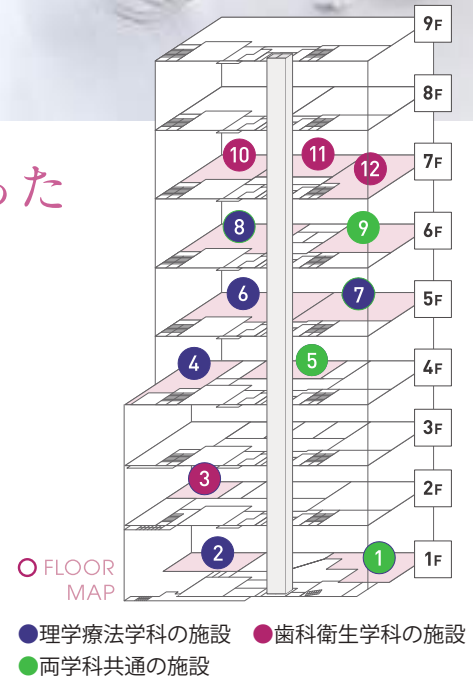 った
9F
8F
10 11 12 7F
8 9 6F
6 7 5F
4 5 4F
3F
3 2F
2 1 1F
FLOOR
MAP
●理学療法学科の施設 ●歯科衛生学科の施設
●両学科共通の施設